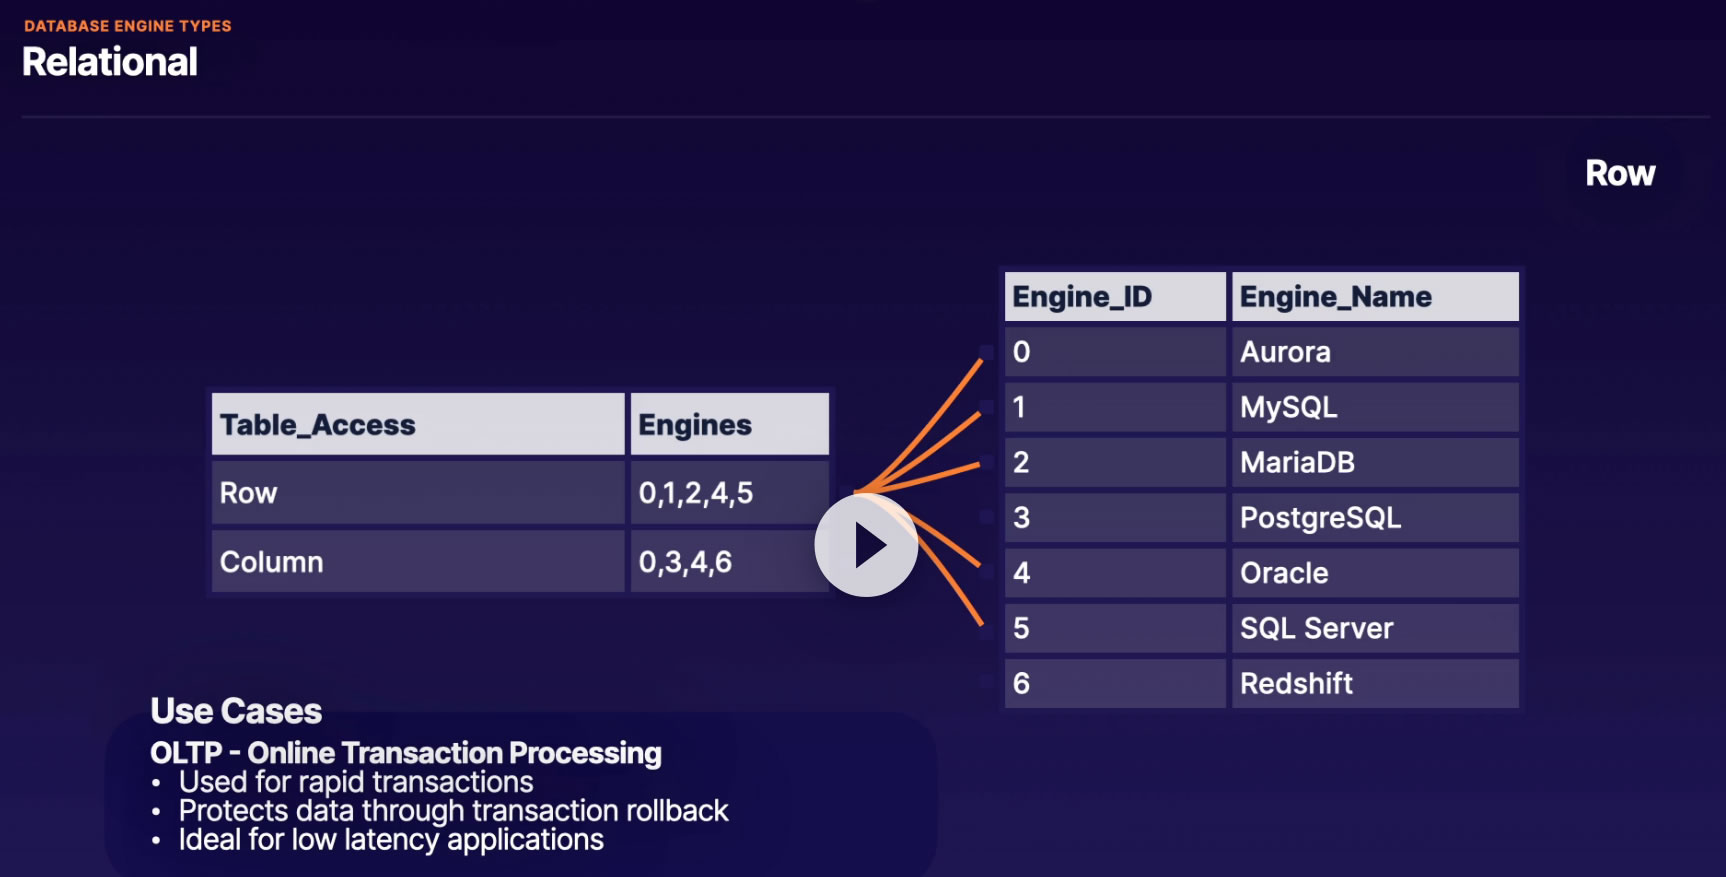 DATABASE ENGINE TYPES
Relational
Row
Table_Access Engines
Row 0,1,2,4,5
Column 0,3,4,6
Engine_ID Engine_Name
0 Aurora
1 MySQL
2 MariaDB
3 PostgreSQL
4 Oracle
5 SQL Server
6 Redshift
Use Cases
OLTP - Online Transaction Processing
• Used for rapid transactions
• Protects data through transaction rollback
• Ideal for low latency applications